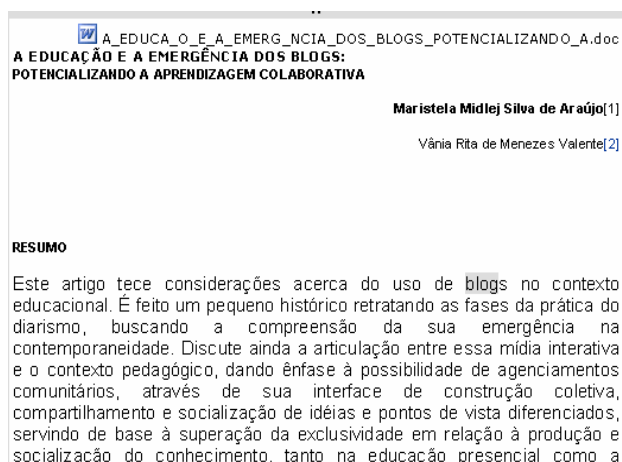 A_EDUCA_O_E_A_EMERG_NCIA_DOS_BLOGS_POTENCIALIZANDO_A.doc
A EDUCAÇÃO E A EMERGÊNCIA DOS BLOGS:
POTENCIALIZANDO A APRENDIZAGEM COLABORATIVA
Maristela Midlej Silva de Araújo[1]
Vânia Rita de Menezes Valente[2]
RESUMO
Este artigo tece considerações acerca do uso de blogs no contexto
educacional. É feito um pequeno histórico retratando as fases da prática do
diarismo, buscando a compreensão da sua emergência na
contemporaneidade. Discute ainda a articulação entre essa mídia interativa
e o contexto pedagógico, dando ênfase à possibilidade de agenciamentos
comunitários, através de sua interface de construção coletiva,
compartilhamento e socialização de idéias e pontos de vista diferenciados,
servindo de base à superação da exclusividade em relação à produção e
socialização do conhecimento, tanto na educação presencial como a